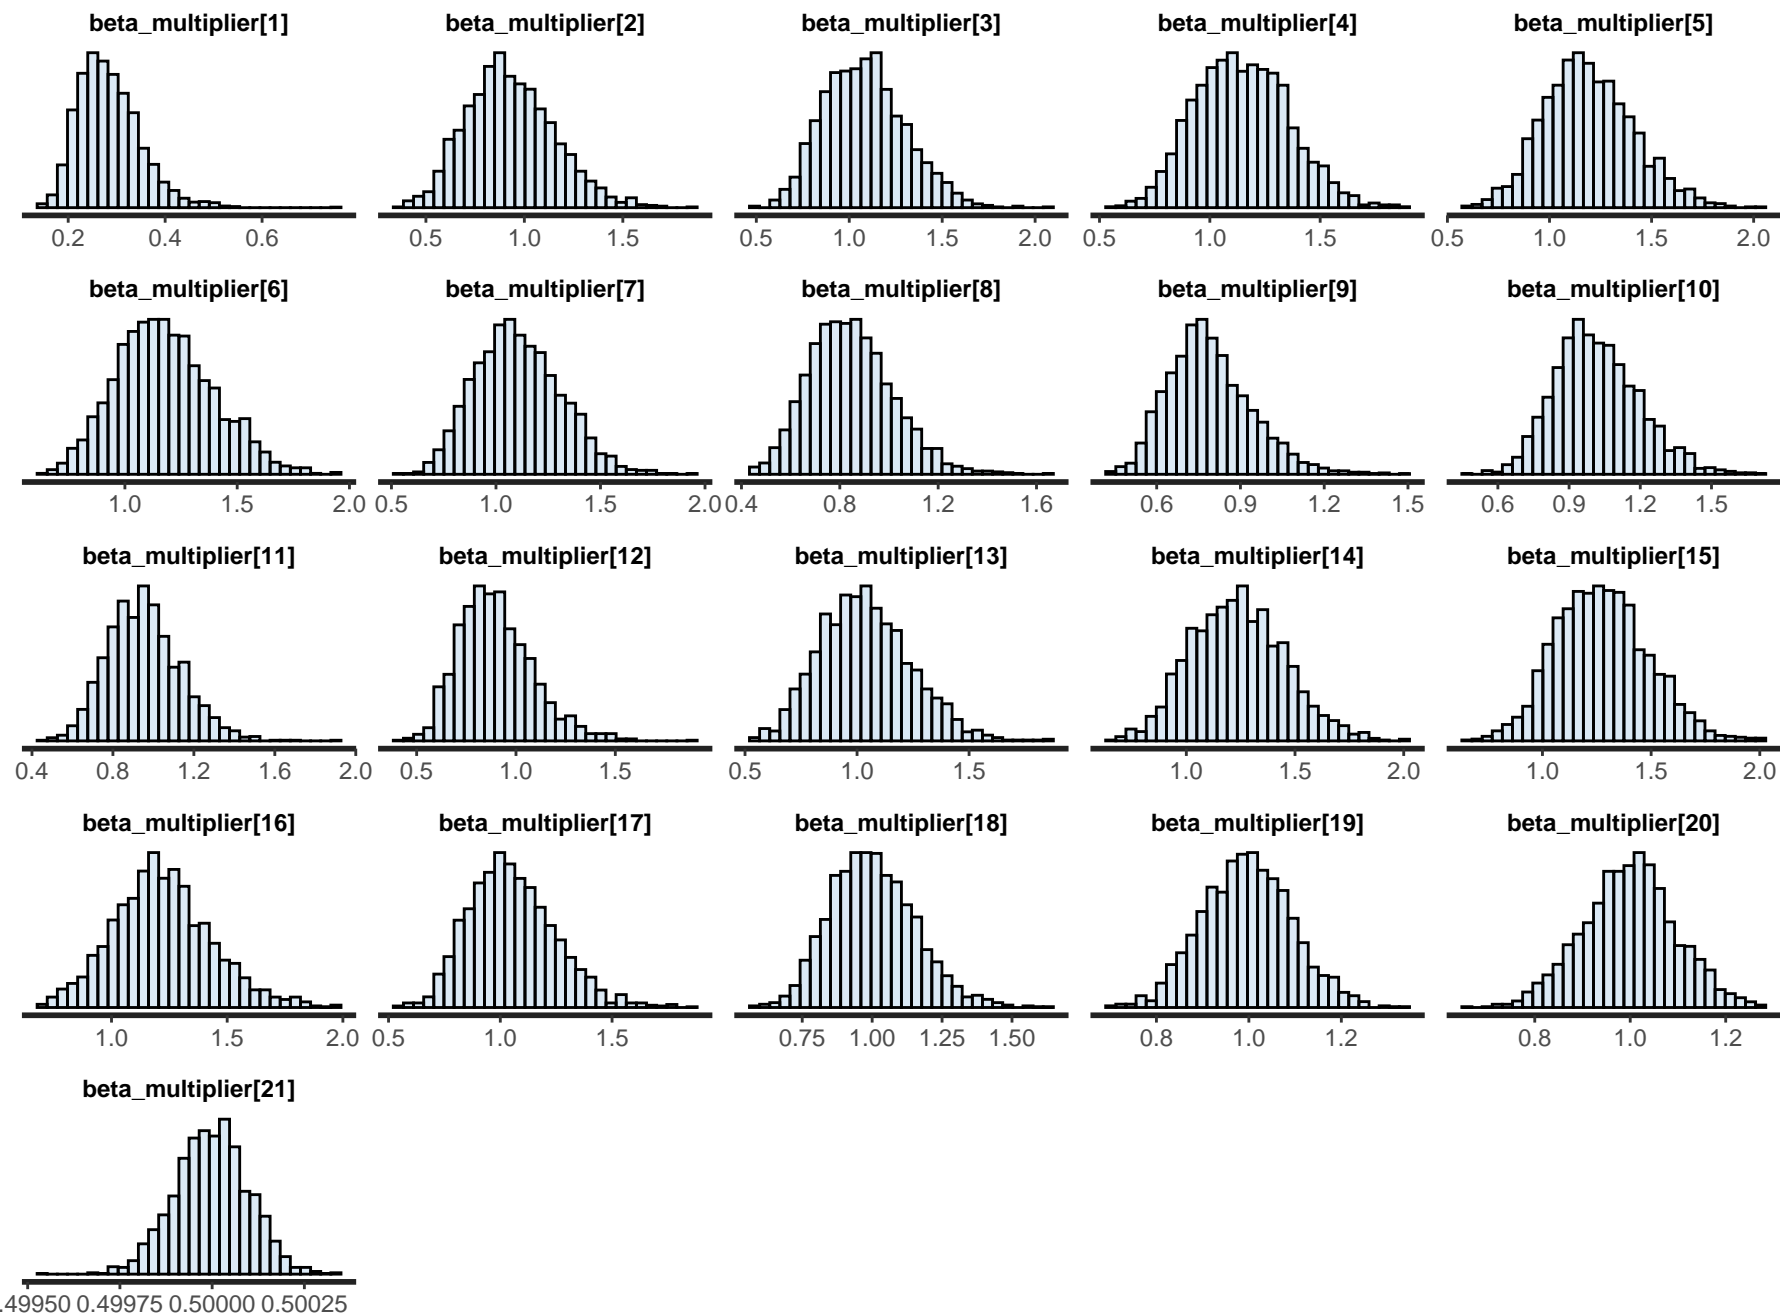 beta_multiplier[1] beta_multiplier[2] beta_multiplier[3] beta_multiplier[4] beta_multiplier[5]
0.2 0.4 0.6 0.5 1.0 1.5 0.5 1.0 1.5 2.0 0.5 1.0 1.5 0.5 1.0 1.5 2.0
beta_multiplier[6] beta_multiplier[7] beta_multiplier[8] beta_multiplier[9] beta_multiplier[10]
1.0 1.5 2.0 0.5 1.0 1.5 2.0 0.4 0.8 1.2 1.6 0.6 0.9 1.2 1.5 0.6 0.9 1.2 1.5
beta_multiplier[11] beta_multiplier[12] beta_multiplier[13] beta_multiplier[14] beta_multiplier[15]
0.4 0.8 1.2 1.6 2.0 0.5 1.0 1.5 0.5 1.0 1.5 1.0 1.5 2.0 1.0 1.5 2.0
beta_multiplier[16] beta_multiplier[17] beta_multiplier[18] beta_multiplier[19] beta_multiplier[20]
1.0 1.5 2.0 0.5 1.0 1.5 0.75 1.00 1.25 1.50 0.8 1.0 1.2 0.8 1.0 1.2
beta_multiplier[21]
.49950 0.49975 0.50000 0.50025